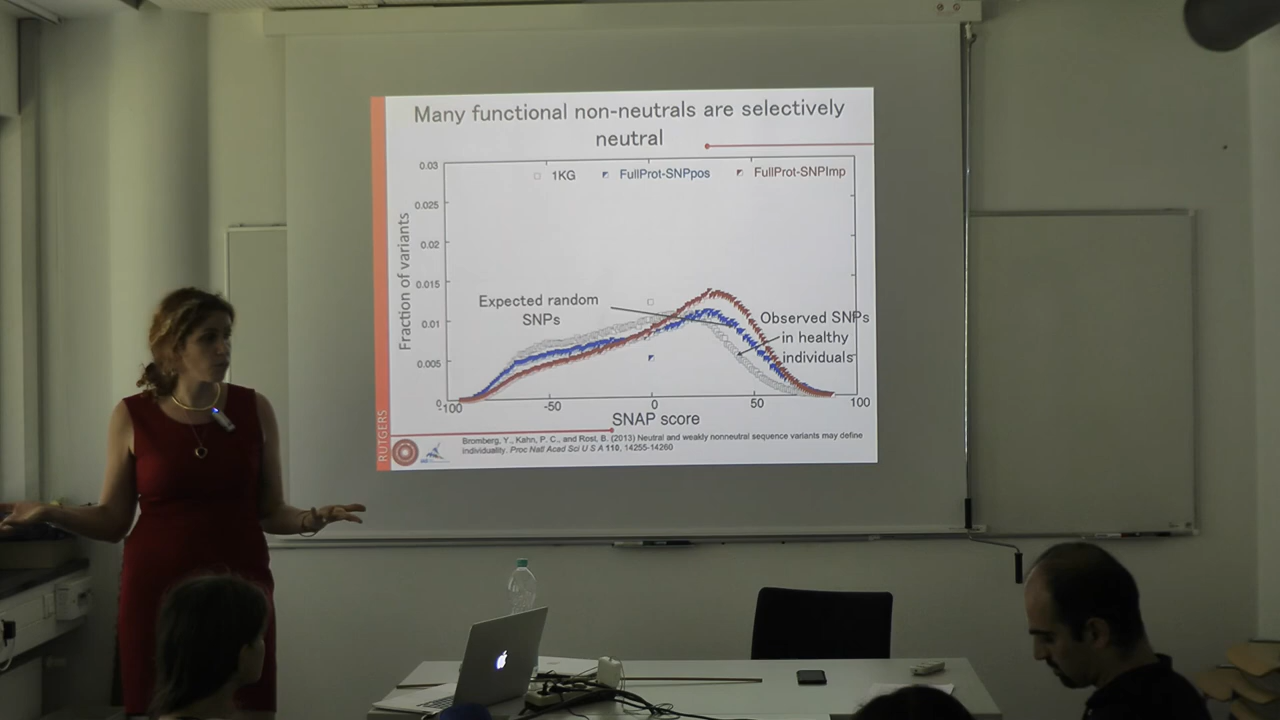 Many functional non-neutrals are selectively
neutral
0.03
0.025
0.02
0.015
0.01
0.005
0
Fraction of variants
1KG FullProt-SNPpos FullProt-SNPImp
Expected random
SNPs
Observed SNPs
in healthy
individuals
-100 -50 0 50 100
SNAP score
RUTGERS
Bromberg, Y., Kahn, P. C., and Rost, B. (2013) Neutral and weakly nonneutral sequence variants may define
individuality. Proc Natl Acad Sci U S A 110, 14255-14260